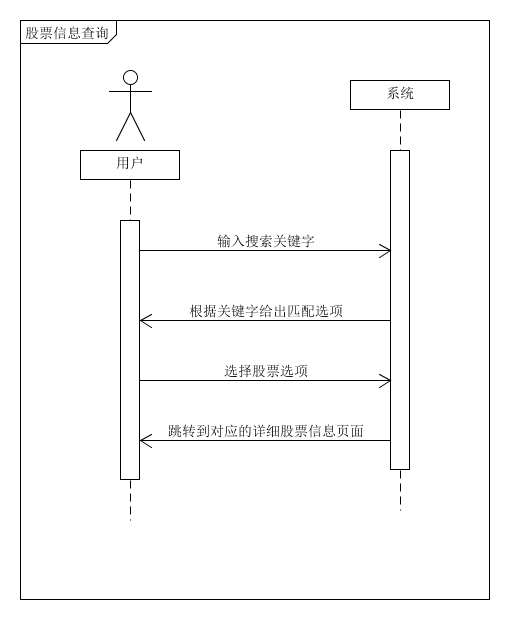 股票信息查询
系统
用户
输入搜索关键字
根据关键字给出匹配选项
选择股票选项
跳转到对应的详细股票信息页面